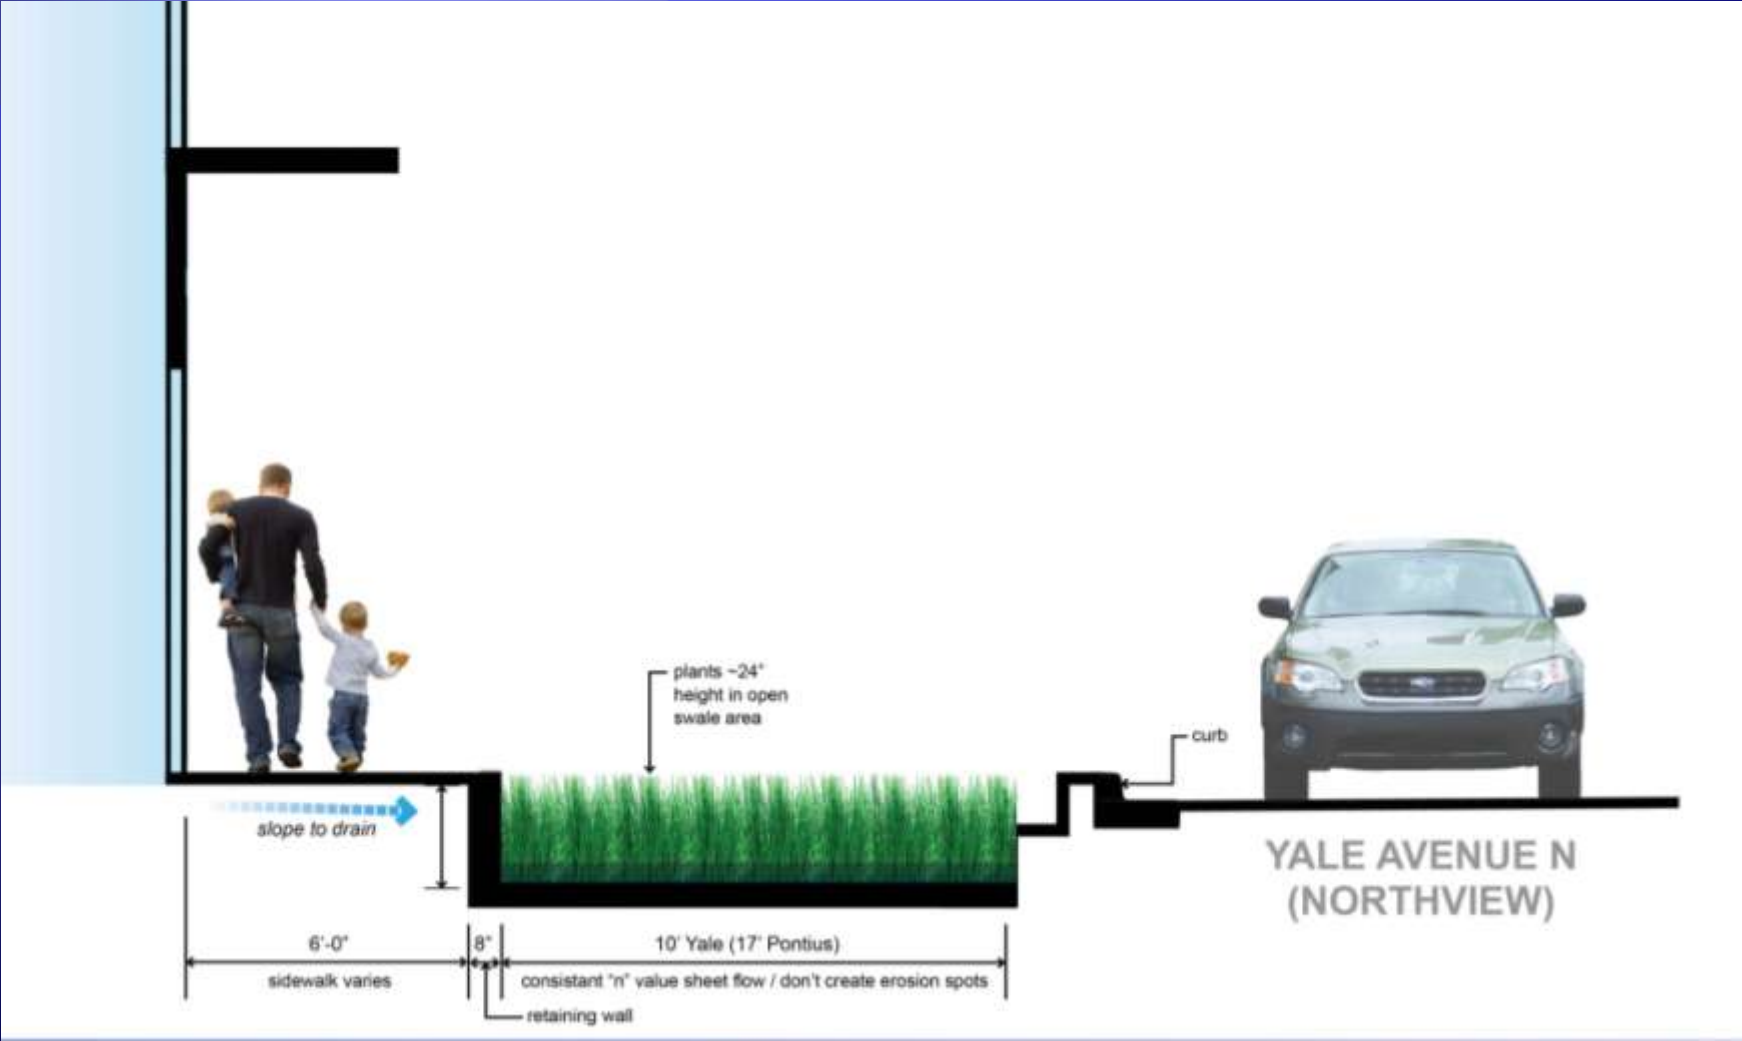 plants ~24"
height in open
swale area
curb
slope to drain
YALE AVENUE N
(NORTHVIEW)
6'-0"
8"
10' Yale (17' Pontius)
sidewalk varies
consistant "n" value sheet flow / don't create erosion spots
retaining wall